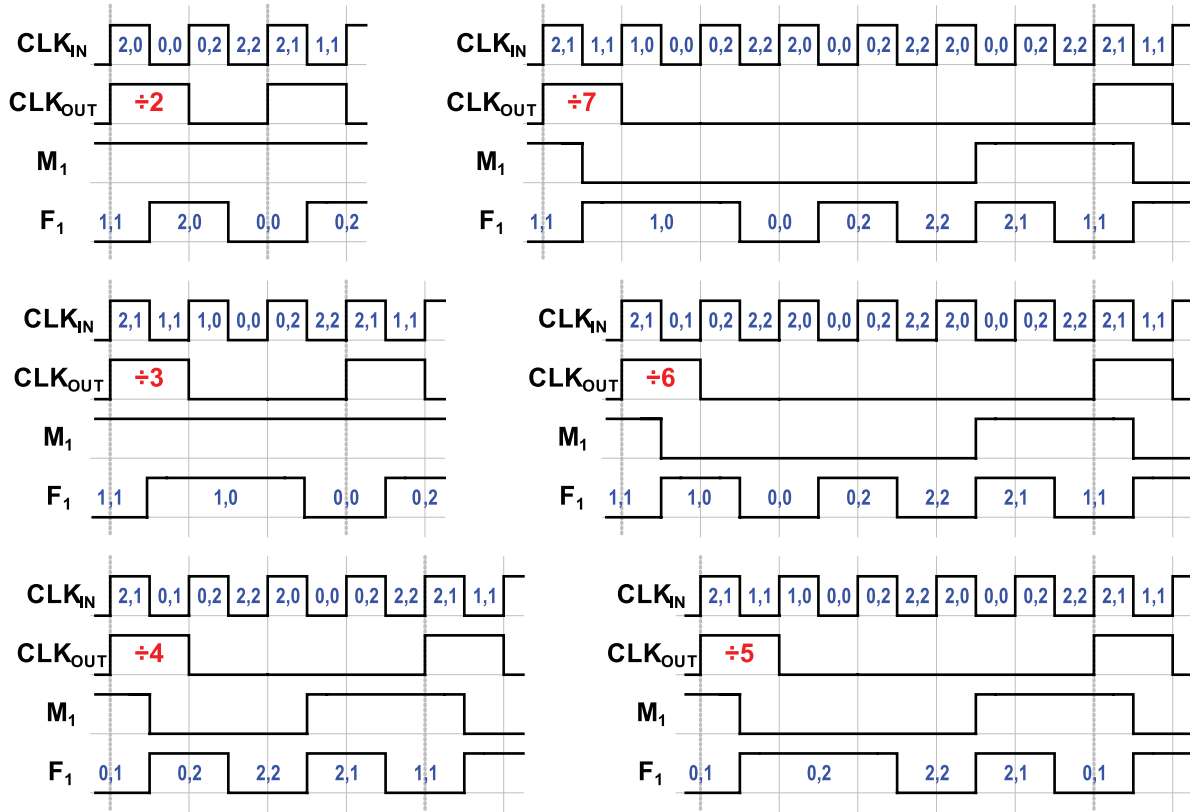 CLKIN 2,0 0,0 0,2 2,2 2,1 1,1
CLKOUT ÷2
M1
F1 1,1 2,0 0,0 0,2
CLKIN 2,1 1,1 1,0 0,0 0,2 2,2 2,0 0,0 0,2 2,2 2,0 0,0 0,2 2,2 2,1 1,1
CLKOUT ÷7
M1
F1 1,1 1,0 0,0 0,2 2,2 2,1 1,1
CLKIN 2,1 1,1 1,0 0,0 0,2 2,2 2,1 1,1
CLKOUT ÷3
M1
F1 1,1 1,0 0,0 0,2
CLKIN 2,1 0,1 0,2 2,2 2,0 0,0 0,2 2,2 2,0 0,0 0,2 2,2 2,1 1,1
CLKOUT ÷6
M1
F1 1,1 1,0 0,0 0,2 2,2 2,1 1,1
CLKIN 2,1 0,1 0,2 2,2 2,0 0,0 0,2 2,2 2,1 1,1
CLKOUT ÷4
M1
F1 0,1 0,2 2,2 2,1 1,1
CLKIN 2,1 1,1 1,0 0,0 0,2 2,2 2,0 0,0 0,2 2,2 2,1 1,1
CLKOUT ÷5
M1
F1 0,1 0,2 2,2 2,1 0,1